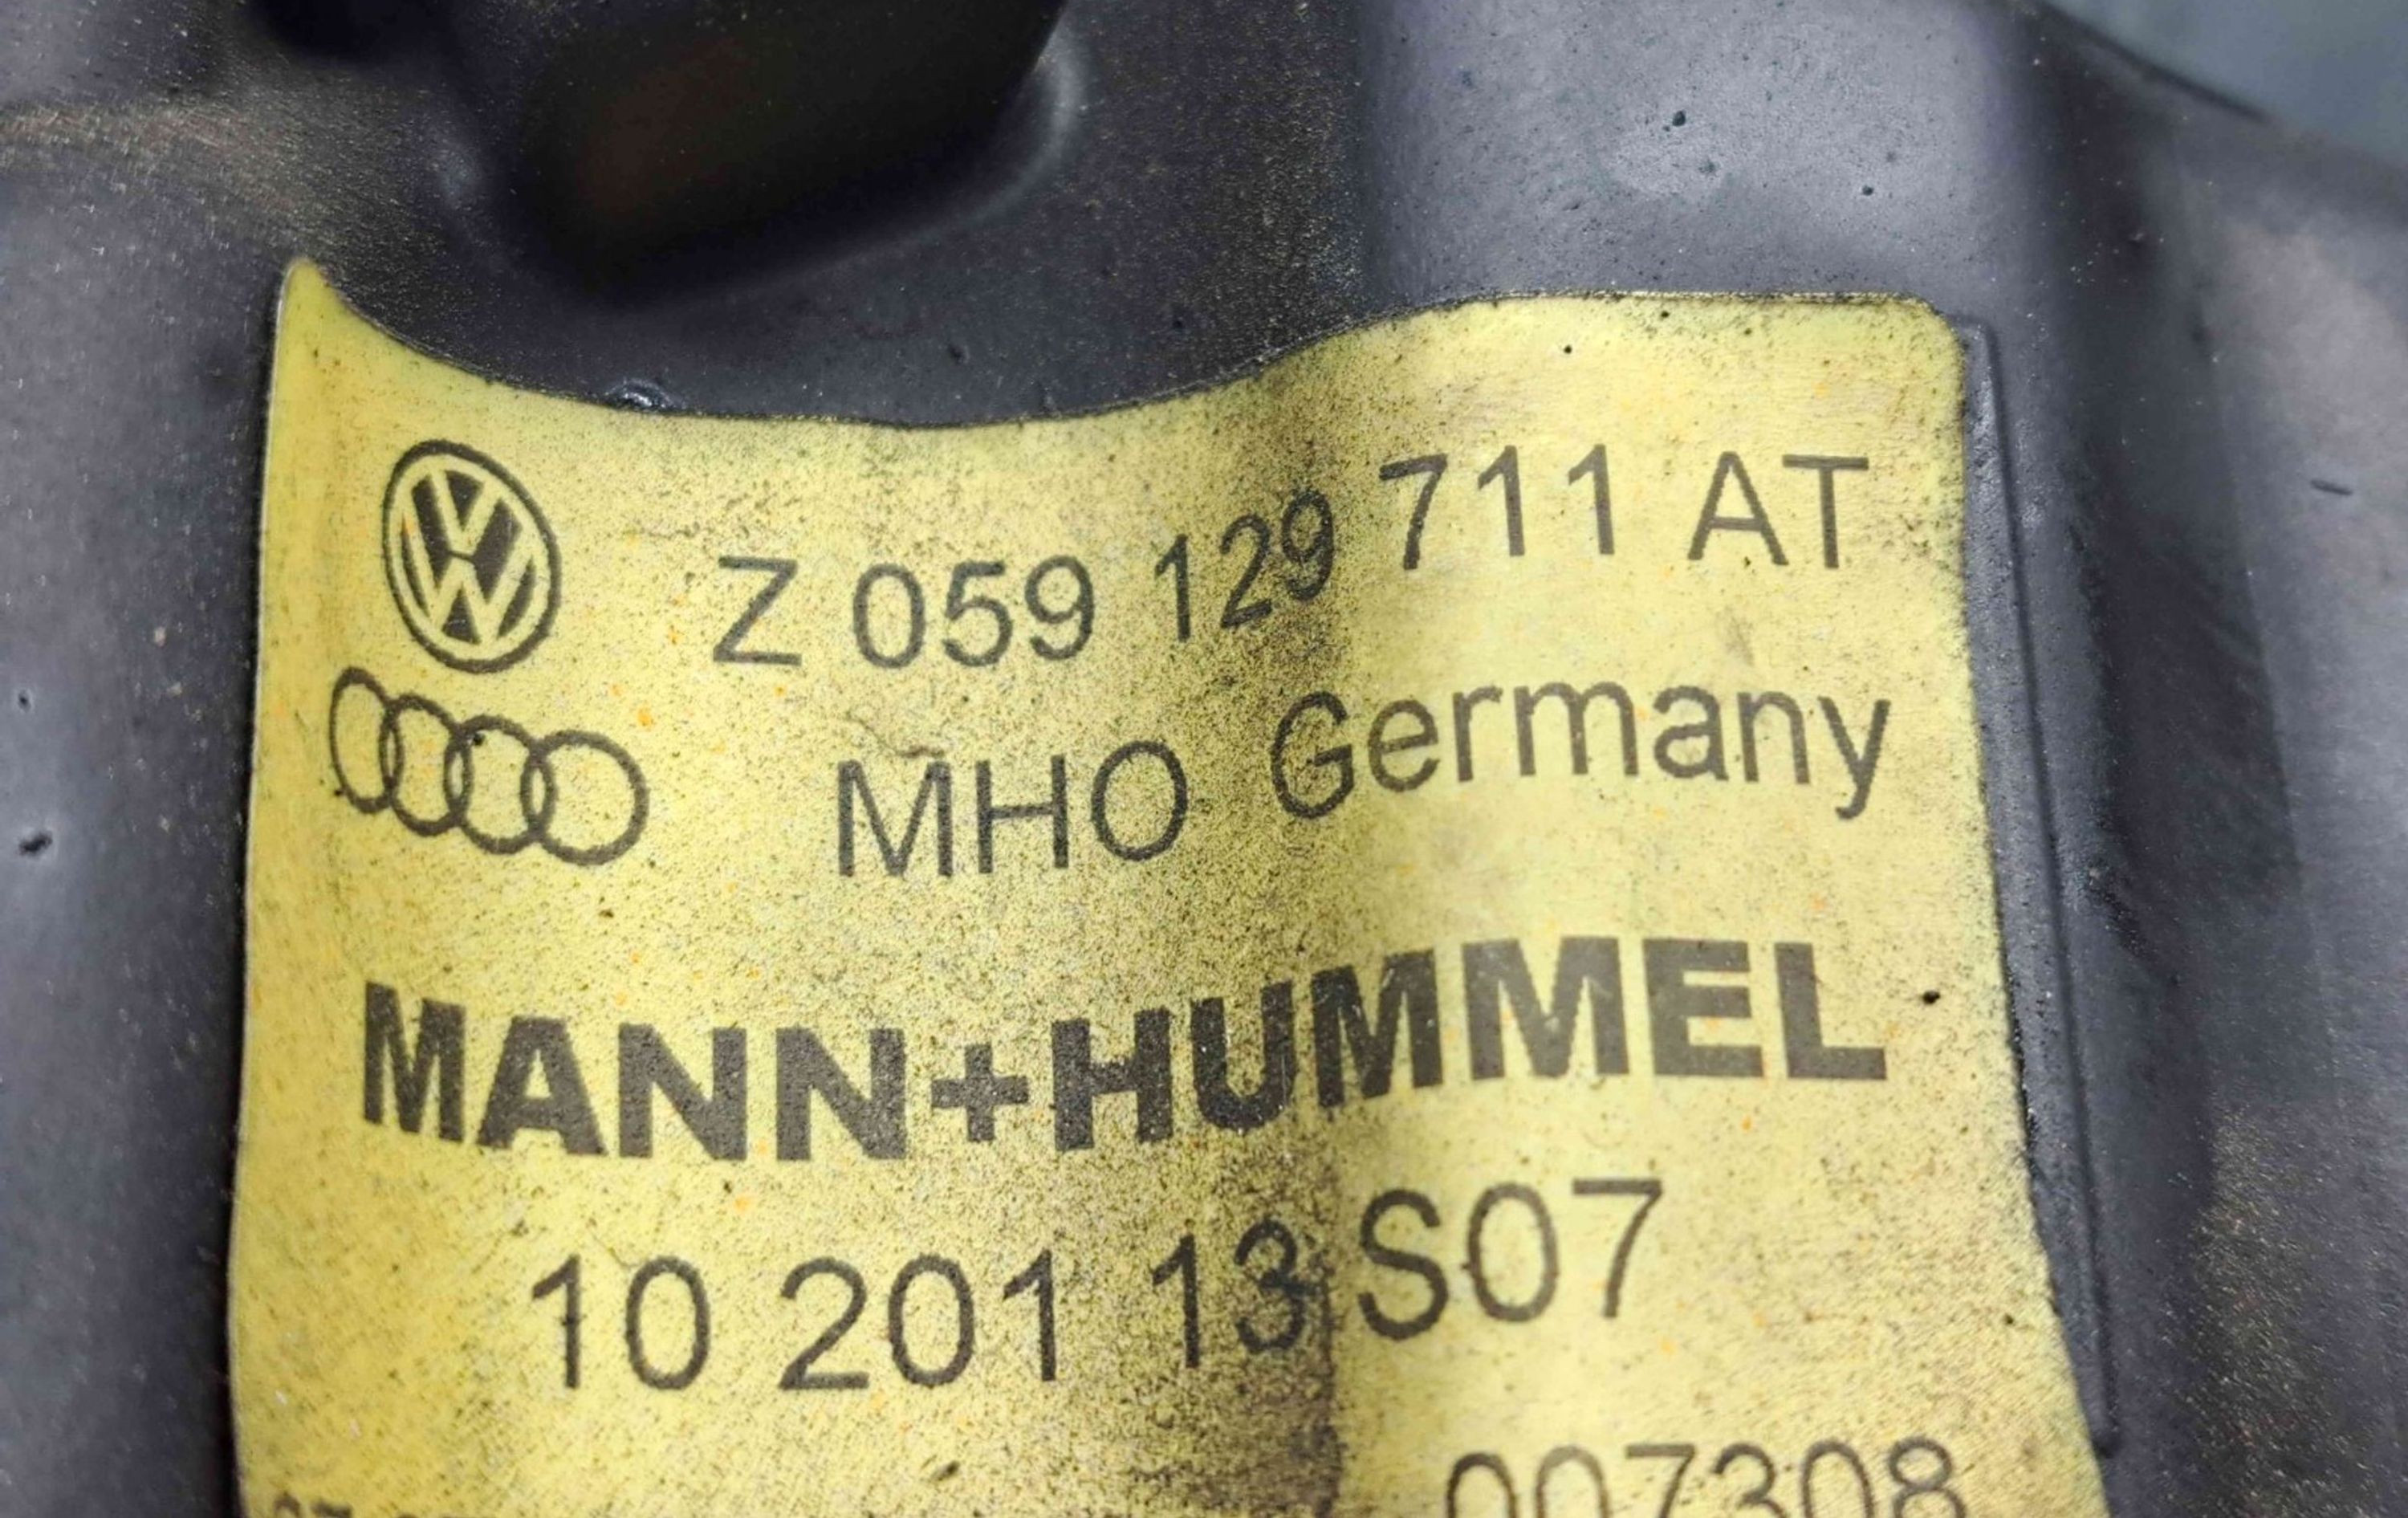 Z 059 129 711 AT
MHO Germany
MANN+HUMMEL
10 201 13 S07
007308